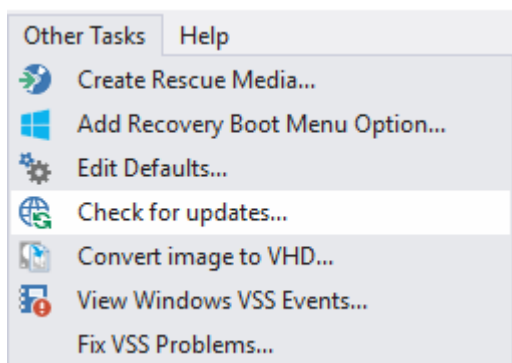 Other Tasks Help
Create Rescue Media...
Add Recovery Boot Menu Option...
Edit Defaults...
Check for updates...
Convert image to VHD...
View Windows VSS Events...
Fix VSS Problems...